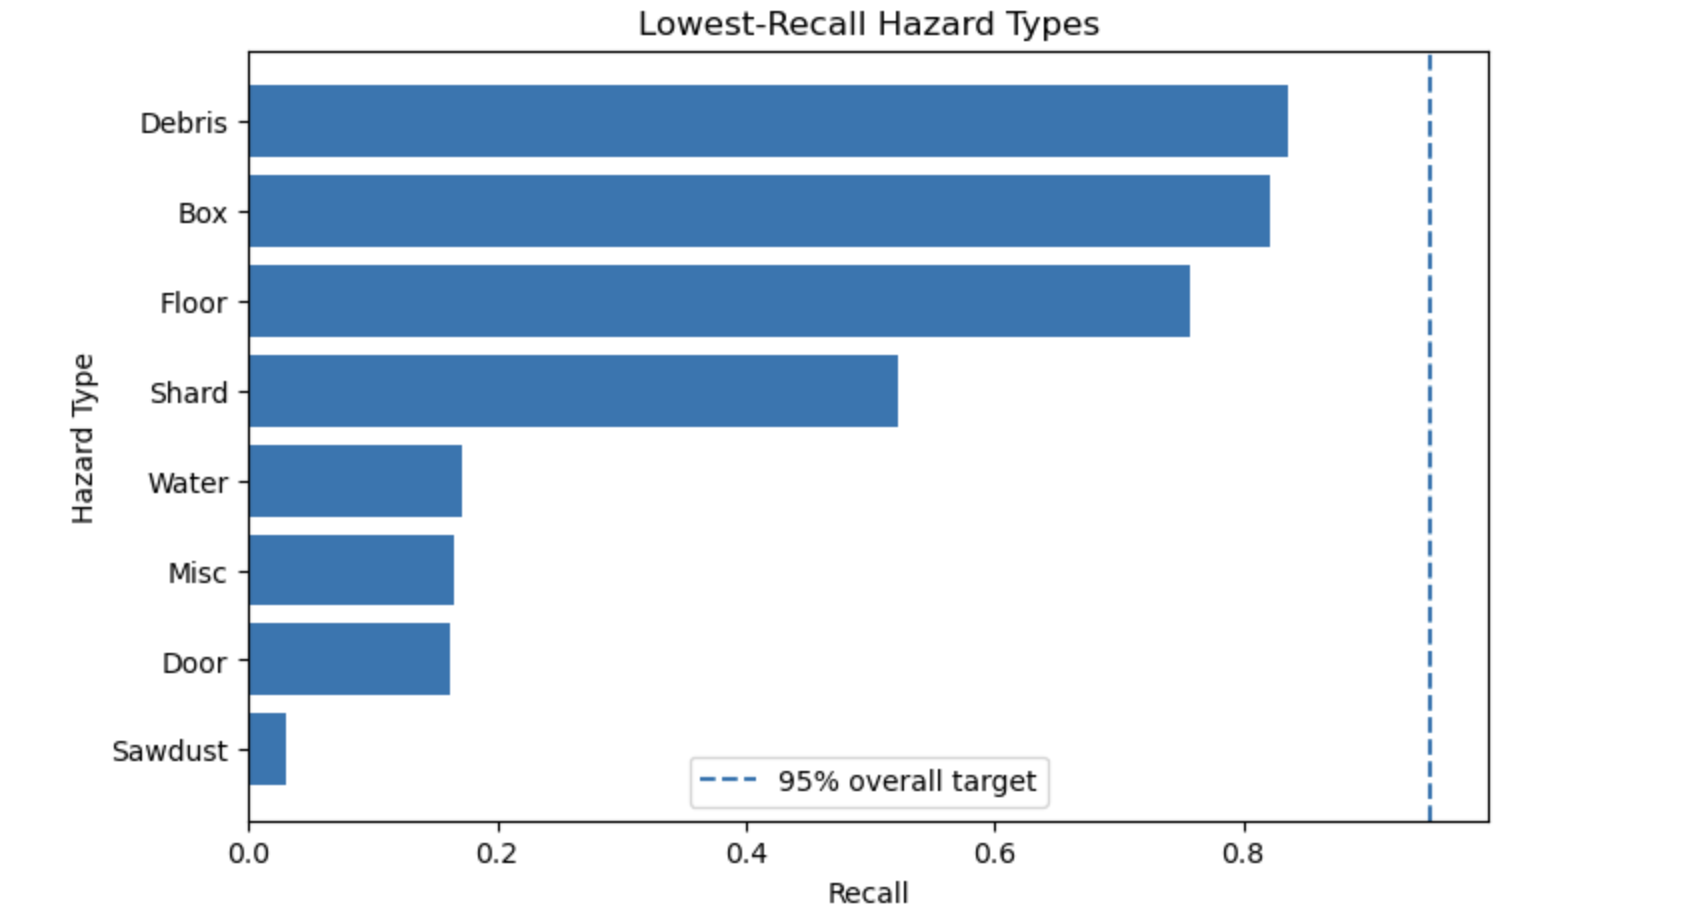 Lowest-Recall Hazard Types
Hazard Type
Debris
Box
Floor
Shard
Water
Misc
Door
Sawdust
95% overall target
0.0 0.2 0.4 0.6 0.8
Recall